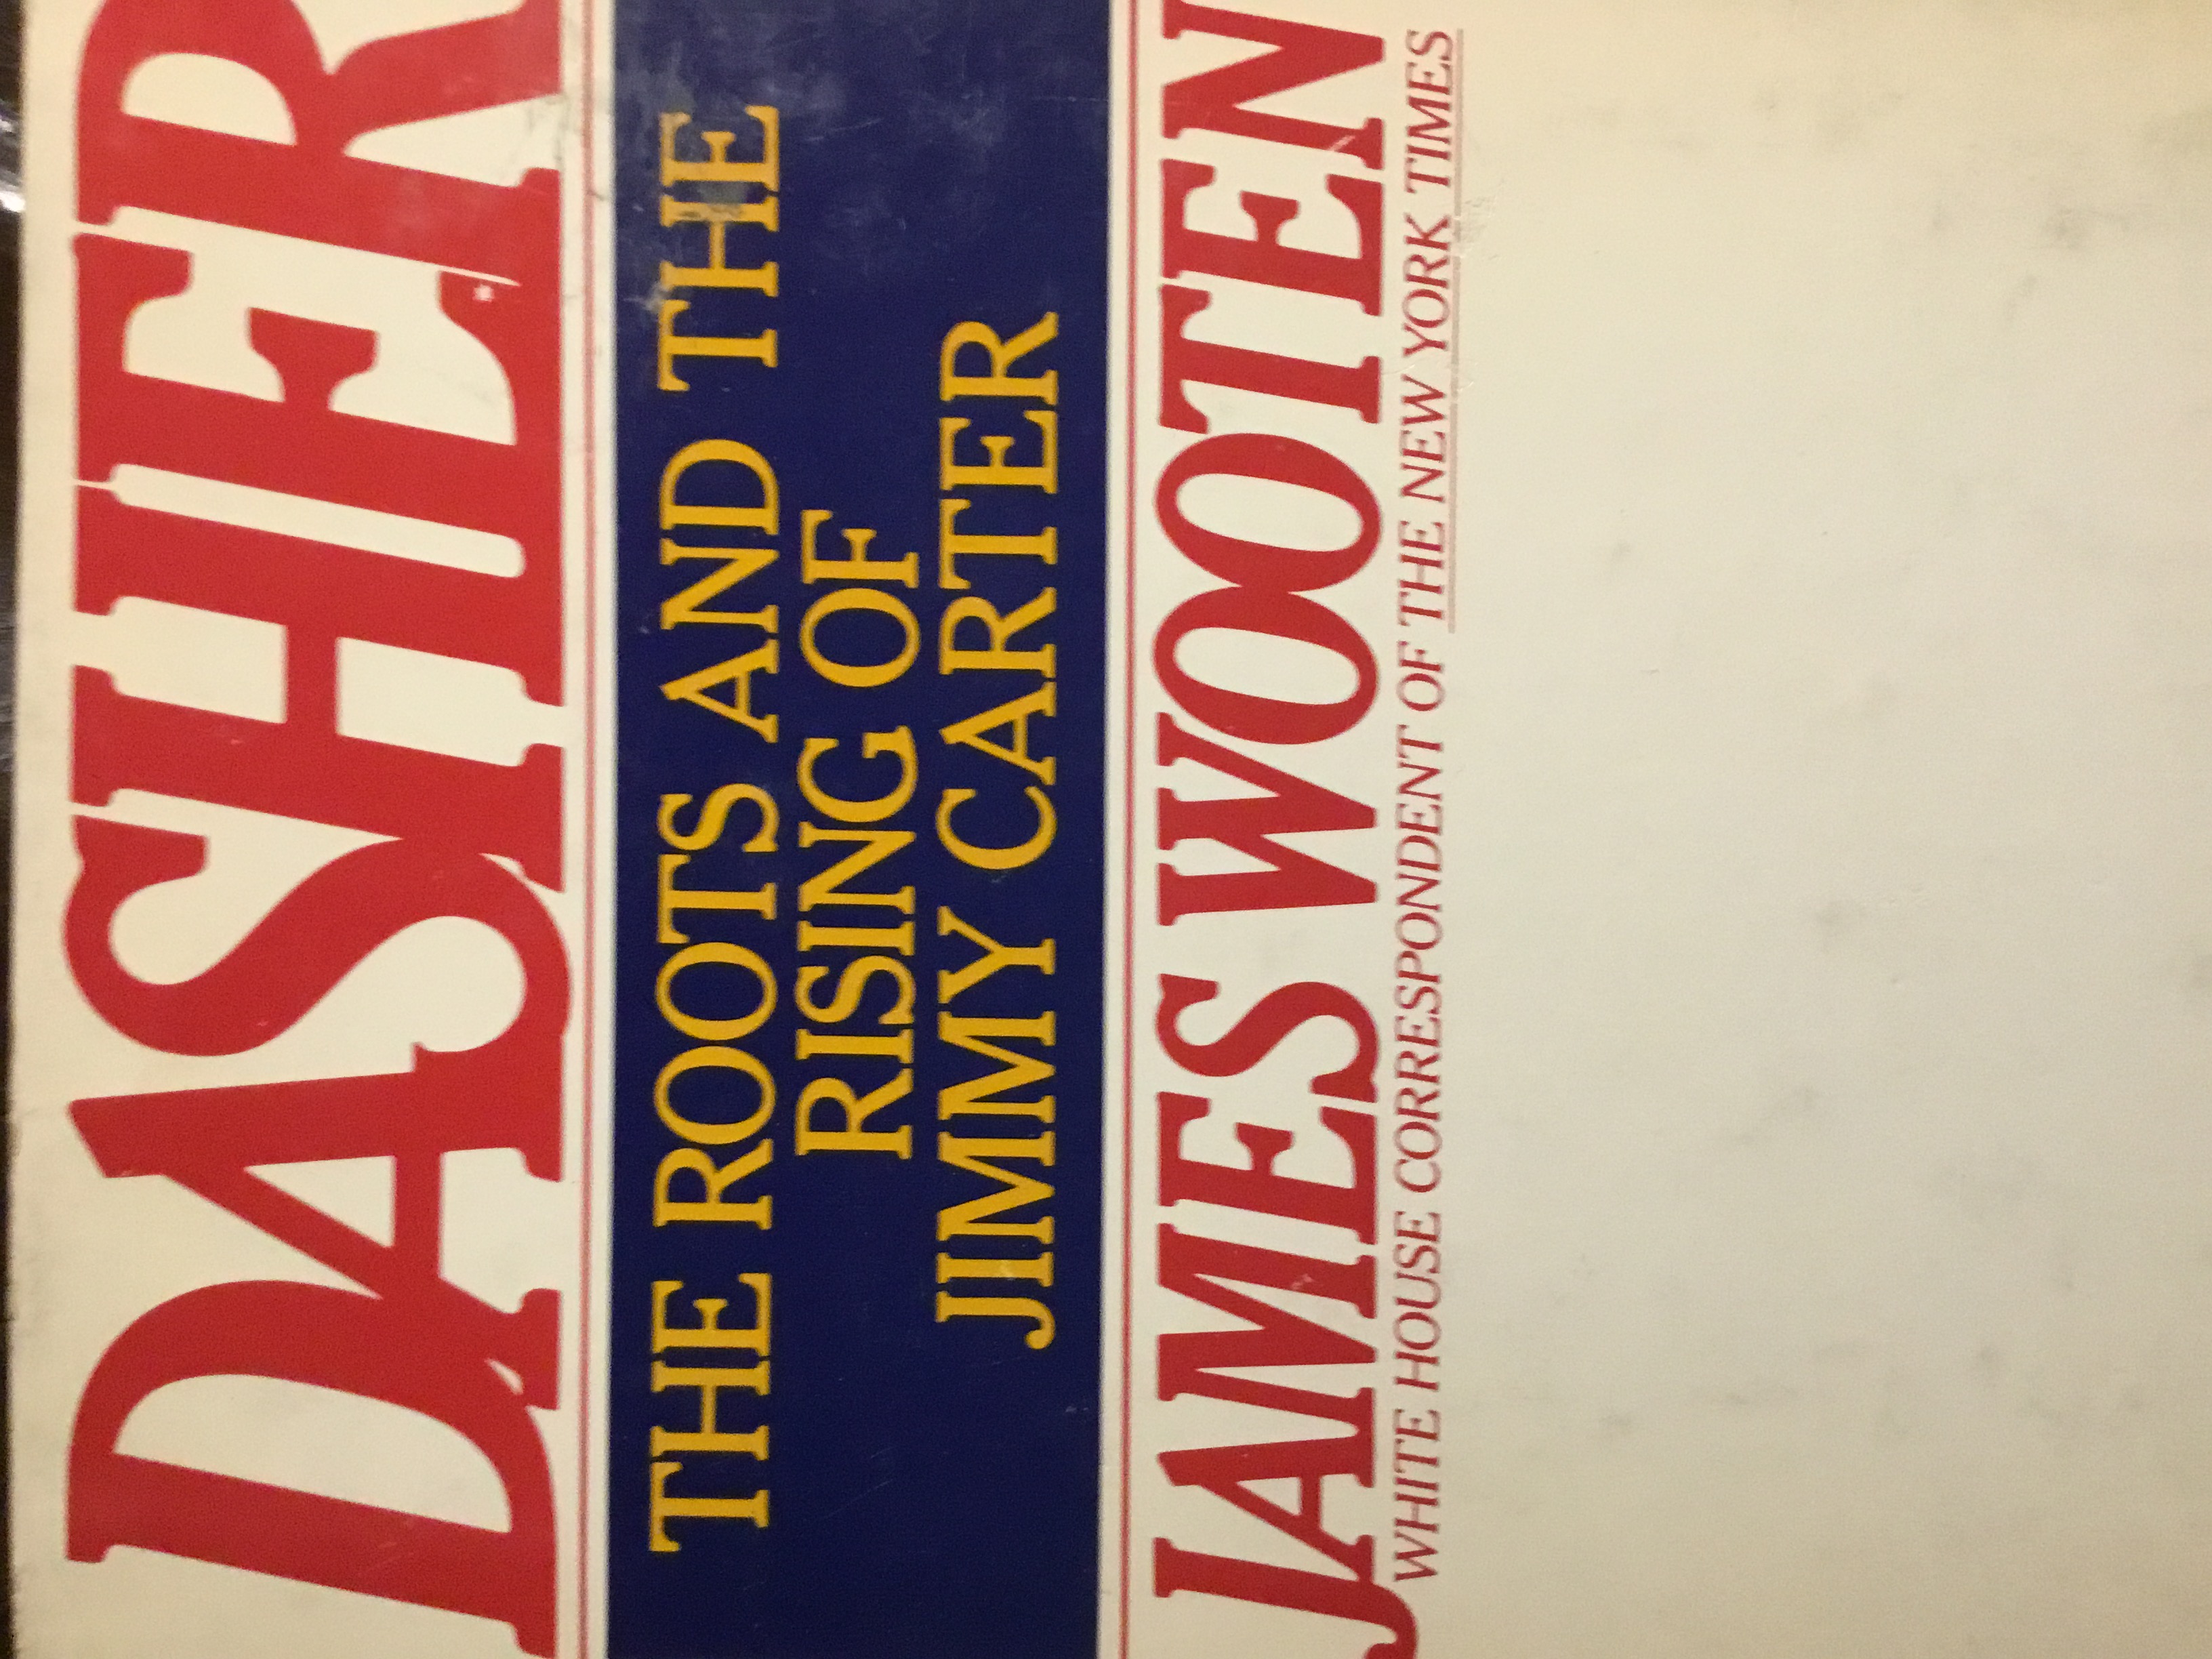 DASHER
THE ROOTS AND THE
RISING OF
JIMMY CARTER
JAMES WOOTEN
WHITE HOUSE CORRESPONDENT OF THE NEW YORK TIMES